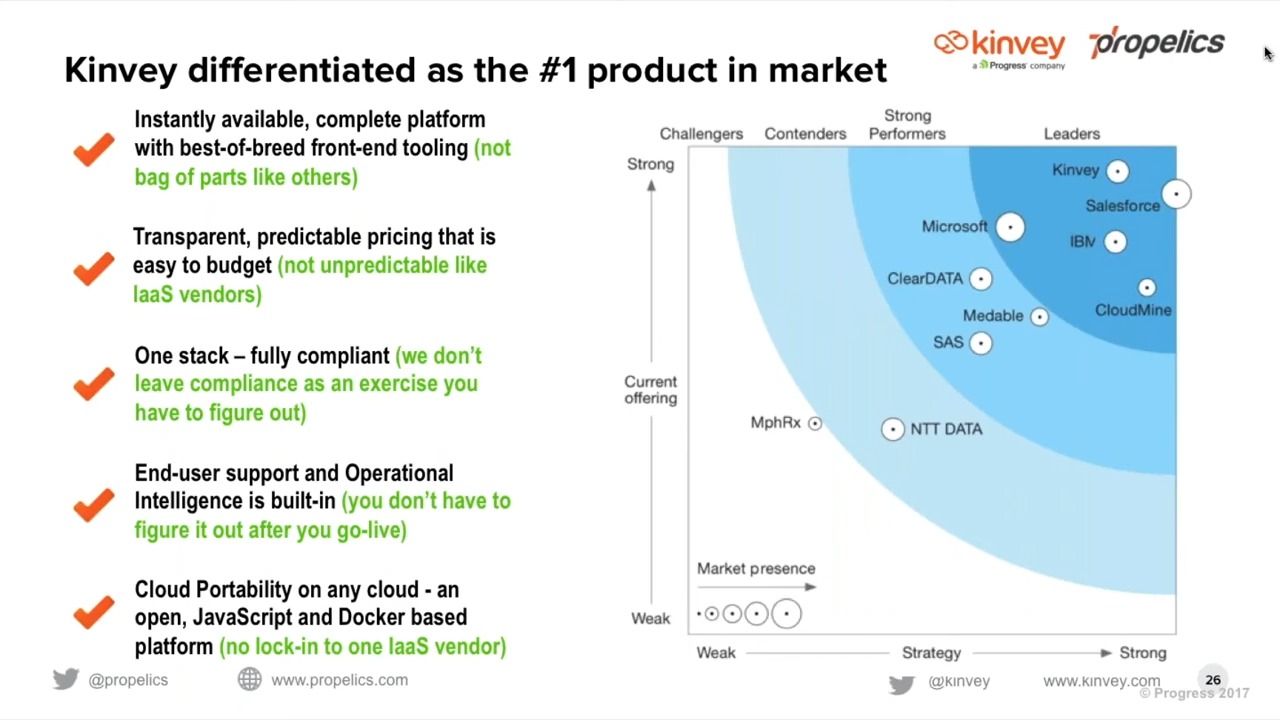 Kinvey differentiated as the #1 product in market
kinvey
a Progress company
propelics
Instantly available, complete platform
with best-of-breed front-end tooling (not
bag of parts like others)
Transparent, predictable pricing that is
easy to budget (not unpredictable like
IaaS vendors)
One stack – fully compliant (we don't
leave compliance as an exercise you
have to figure out)
End-user support and Operational
Intelligence is built-in (you don't have to
figure it out after you go-live)
Cloud Portability on any cloud - an
open, JavaScript and Docker based
platform (no lock-in to one IaaS vendor)
Challengers
Contenders
Strong
Performers
Leaders
Strong
Current
offering
Weak
Kinvey
Salesforce
Microsoft
IBM
ClearDATA
CloudMine
Medable
SAS
MphRx
NTT DATA
Market presence
Weak
Strategy
Strong
@propelics
www.propelics.com
@kinvey
www.kinvey.com
26
© Progress 2017